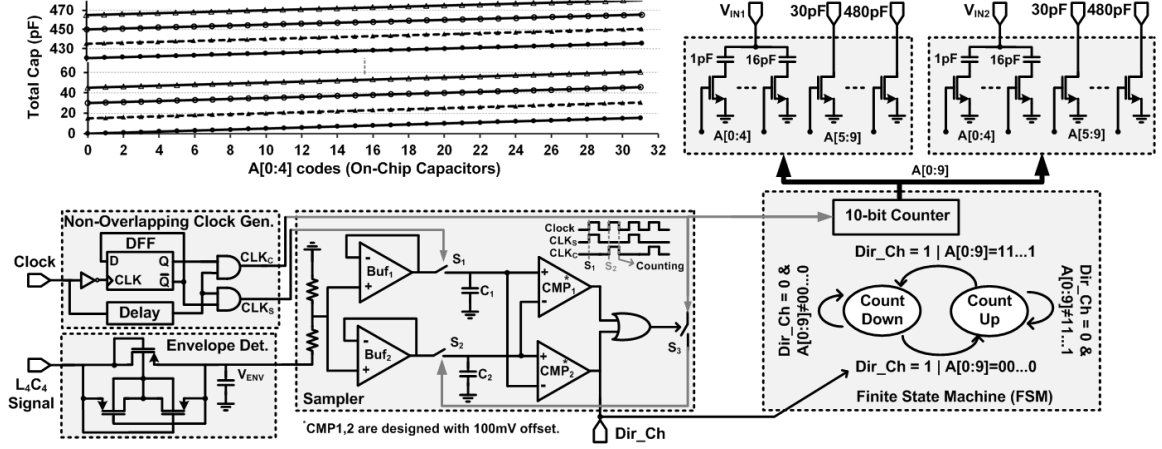 470
450
430
60
40
20
0
Total Cap (pF)
0 2 4 6 8 10 12 14 16 18 20 22 24 26 28 30 32
A[0:4] codes (On-Chip Capacitors)
VIN1 30pF 480pF
1pF 16pF
A[0:4] A[5:9]
VIN2 30pF 480pF
1pF 16pF
A[0:4] A[5:9]
A[0:9]
Non-Overlapping Clock Gen.
DFF
D Q
CLK Q
Clock
Delay
CLKC
CLKS
Envelope Det.
L4C4
Signal
VENV
Buf1
Buf2
S1
S2
C1
C2
CMP1*
CMP2*
S3
Clock
CLKS
CLKC
S1 S2 Counting
Sampler
*CMP1,2 are designed with 100mV offset.
Dir_Ch
10-bit Counter
Dir_Ch = 1 | A[0:9]=11...1
Dir_Ch = 0 &
A[0:9]≠00...0
Count
Down
Count
Up
Dir_Ch = 0 &
A[0:9]≠11...1
Dir_Ch = 1 | A[0:9]=00...0
Finite State Machine (FSM)